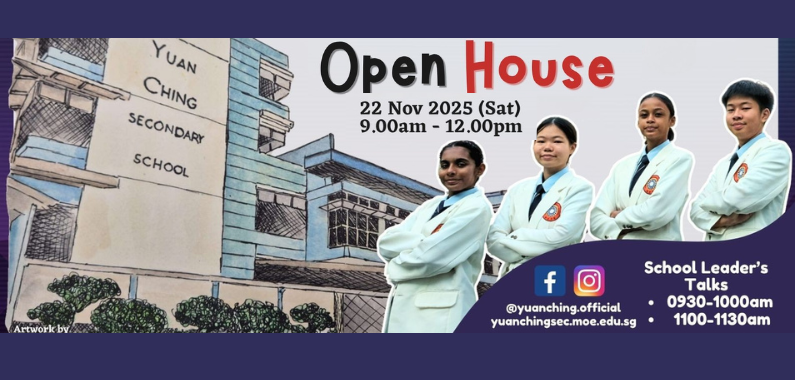 YUAN
CHING
SECONDARY
SCHOOL
Open House
22 Nov 2025 (Sat)
9.00am - 12.00pm
@yuanching.official
yuanchingsec.moe.edu.sg
School Leader's
Talks
• 0930-1000am
• 1100-1130am
Artwork by